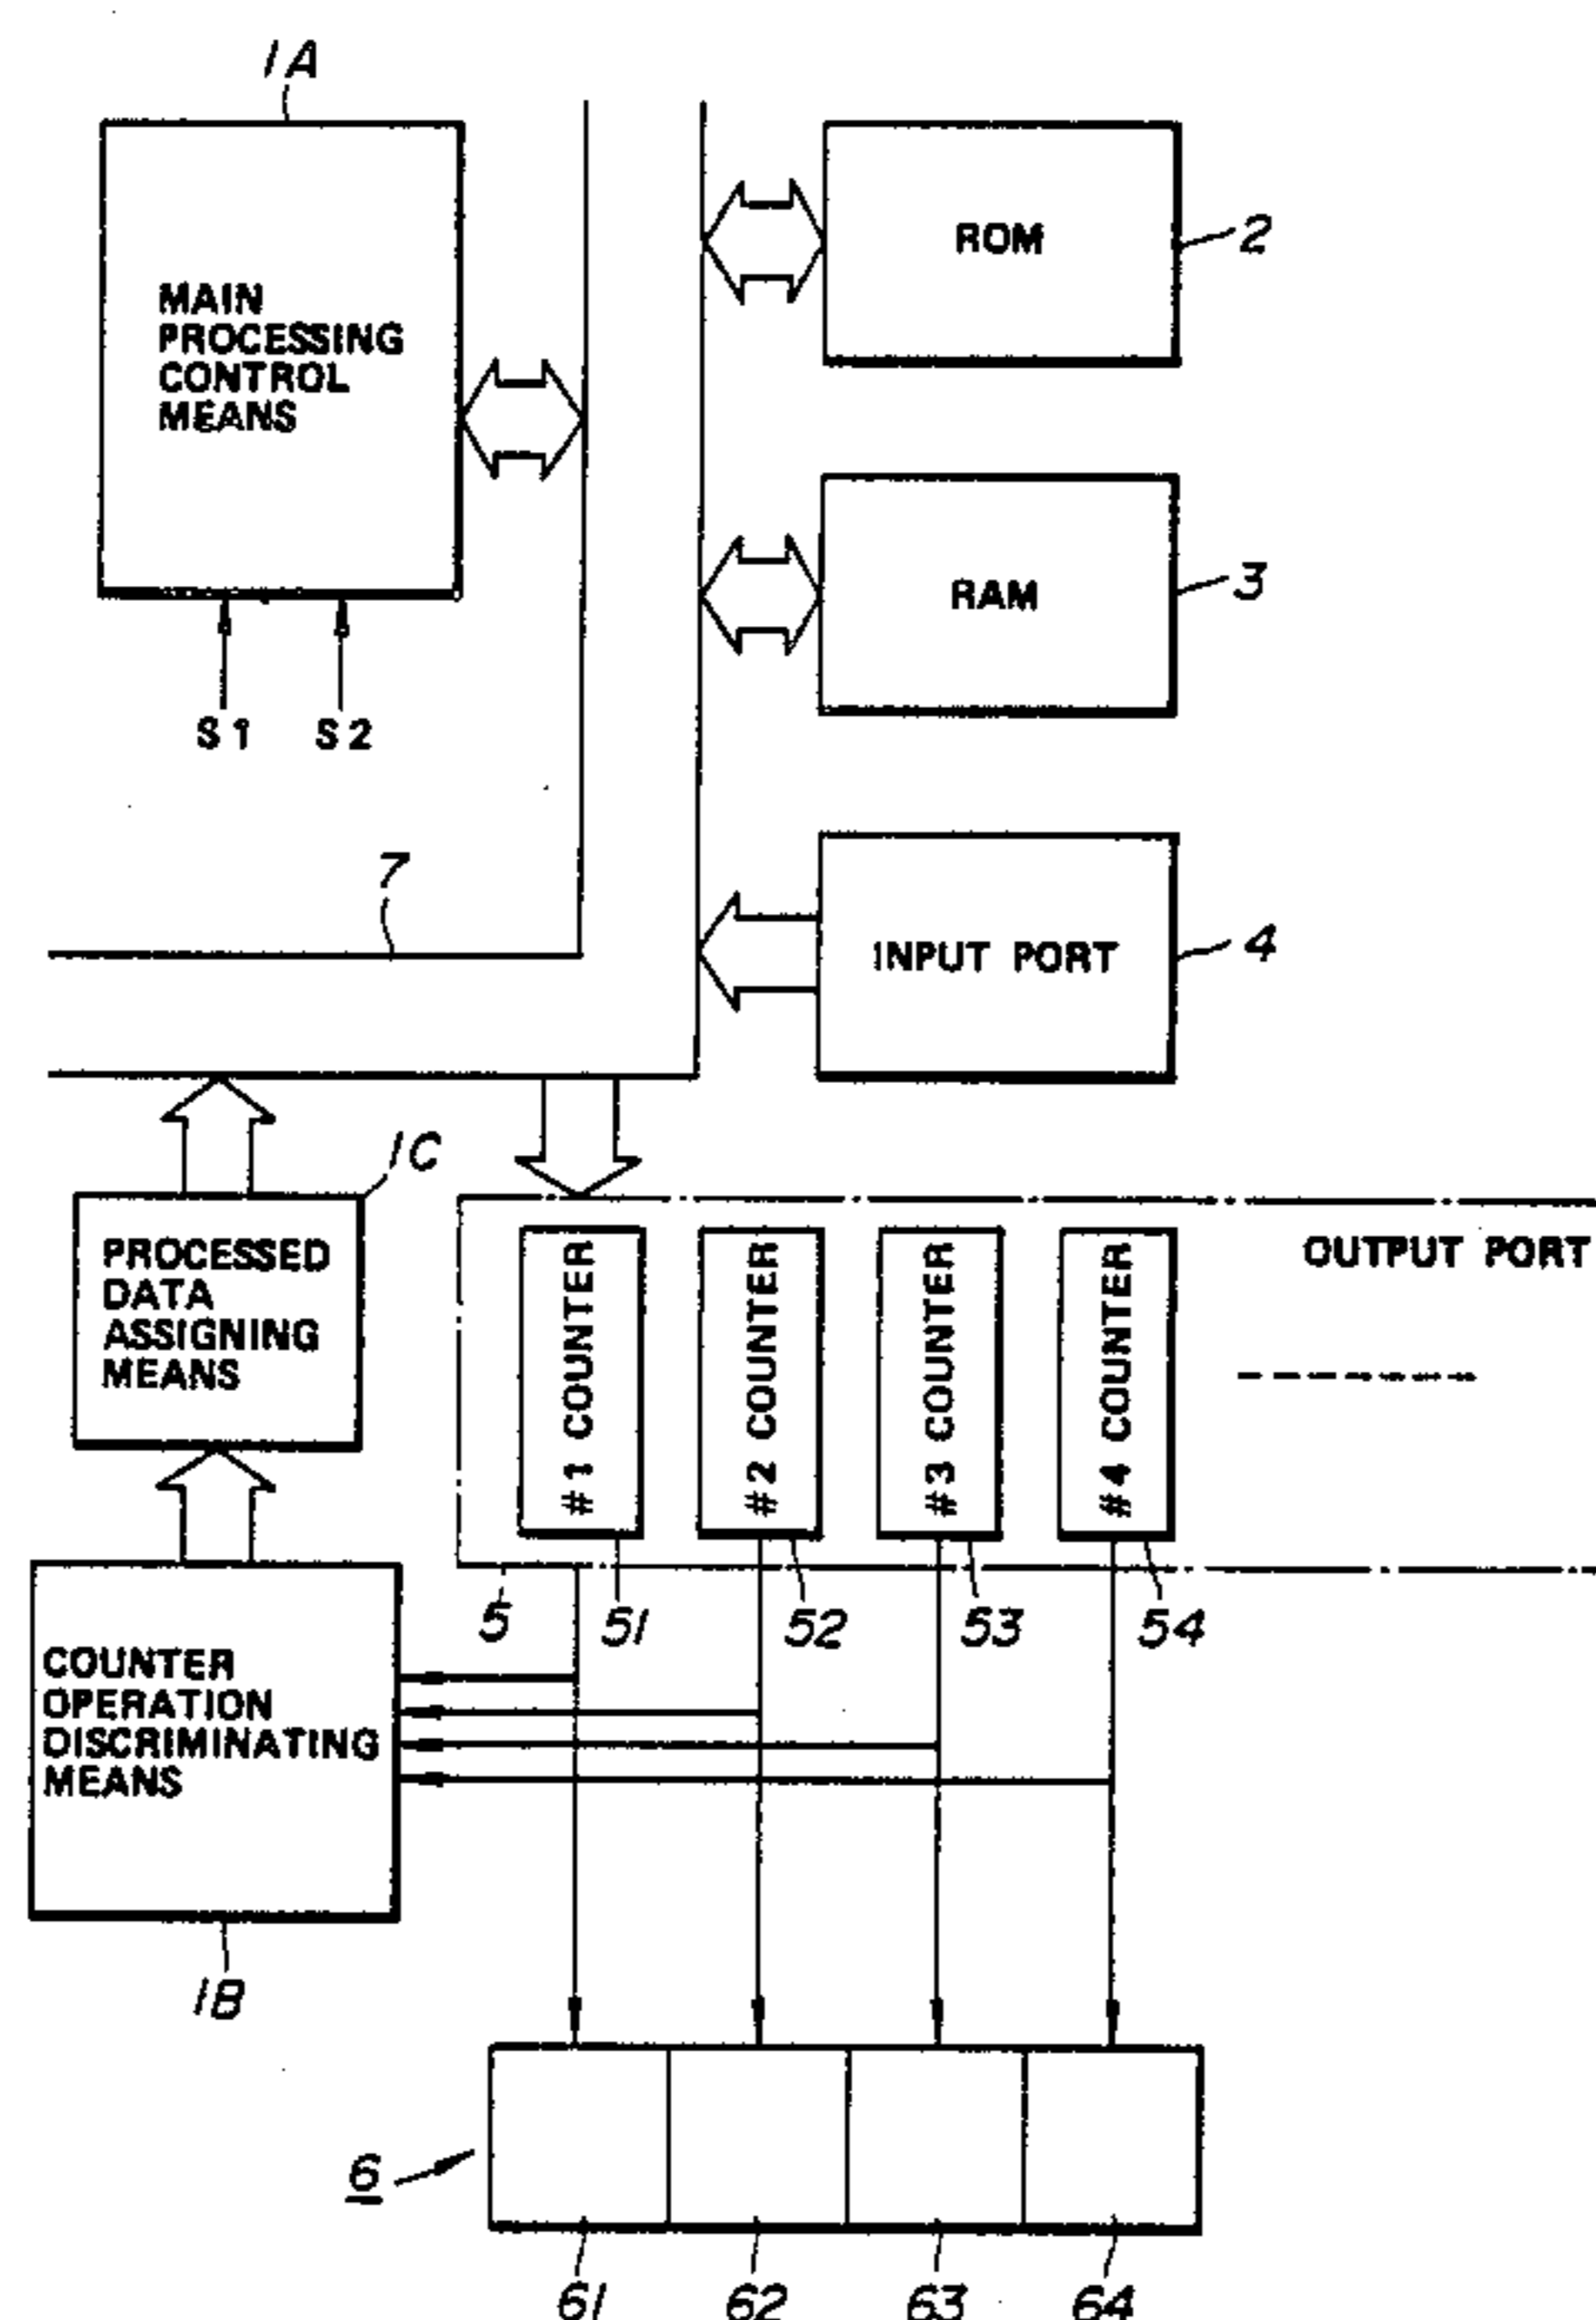 1A
MAIN
PROCESSING
CONTROL
MEANS
S1 S2
ROM
2
RAM
3
7
INPUT PORT
4
1C
PROCESSED
DATA
ASSIGNING
MEANS
#1 COUNTER
#2 COUNTER
#3 COUNTER
#4 COUNTER
OUTPUT PORT
5 51 52 53 54
COUNTER
OPERATION
DISCRIMINATING
MEANS
1B
6
61 62 63 64